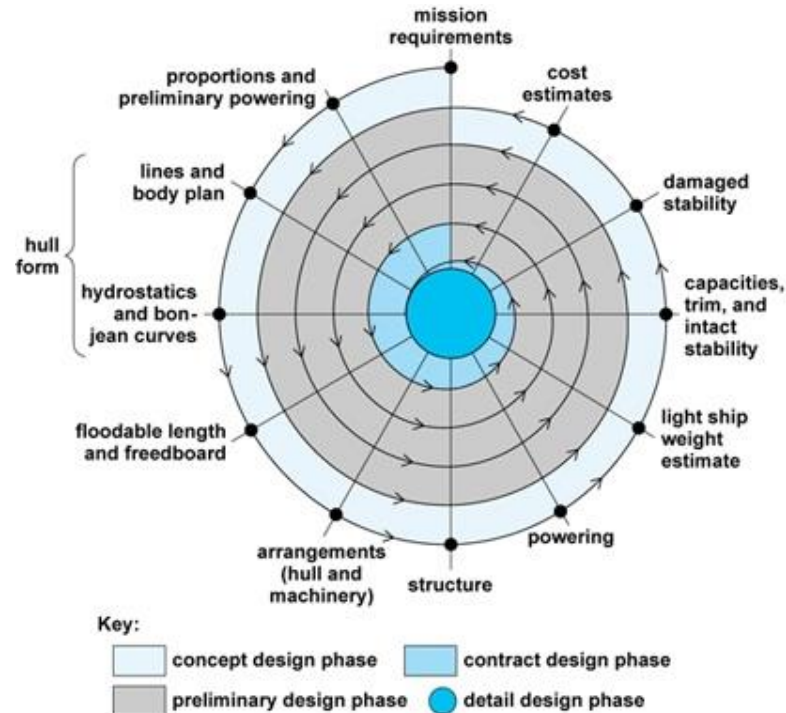 mission
requirements
cost
estimates
proportions and
preliminary powering
lines and
body plan
damaged
stability
hull
form
hydrostatics
and bon-
jean curves
capacities,
trim, and
intact
stability
floodable length
and freedboard
light ship
weight
estimate
arrangements
(hull and
machinery)
structure
powering
Key:
concept design phase
contract design phase
preliminary design phase
detail design phase